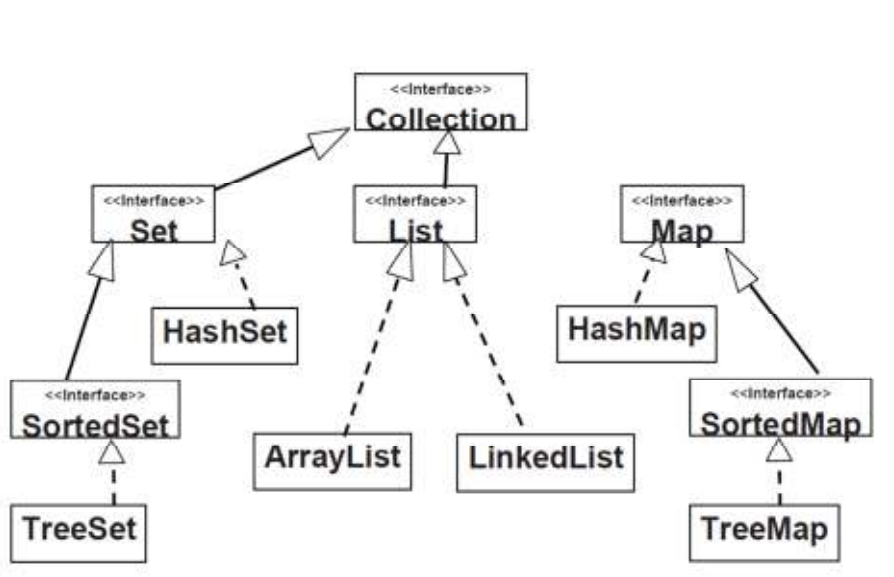 <<Interface>>
Collection
<<Interface>>
Set
<<Interface>>
List
<<Interface>>
Map
HashSet
HashMap
<<Interface>>
SortedSet
<<Interface>>
SortedMap
ArrayList
LinkedList
TreeSet
TreeMap